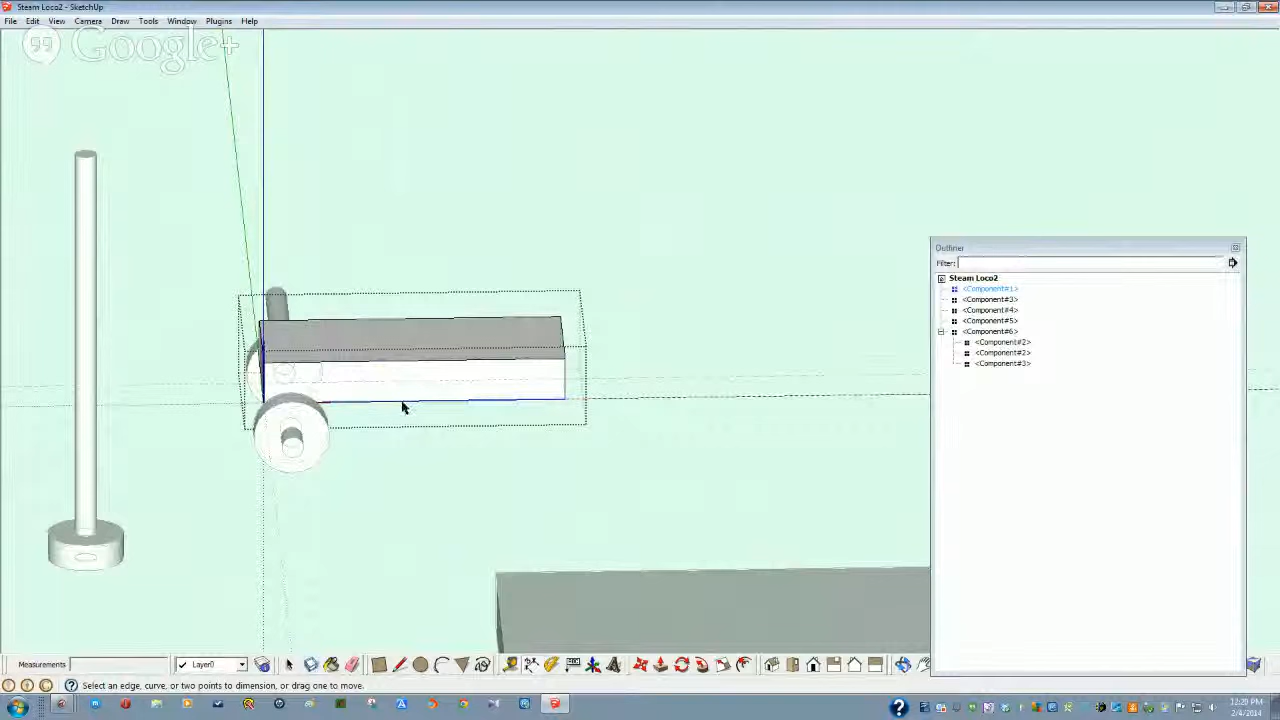 Steam Loco2 - SketchUp
File Edit View Camera Draw Tools Window Plugins Help
Google+
Outliner
Filter:
Steam Loco2
<Component#1>
<Component#3>
<Component#4>
<Component#5>
<Component#6>
<Component#2>
<Component#2>
<Component#3>
Measurements
Layer0
Select an edge, curve, or two points to dimension, or drag one to move.
12:20 PM
2/4/2014